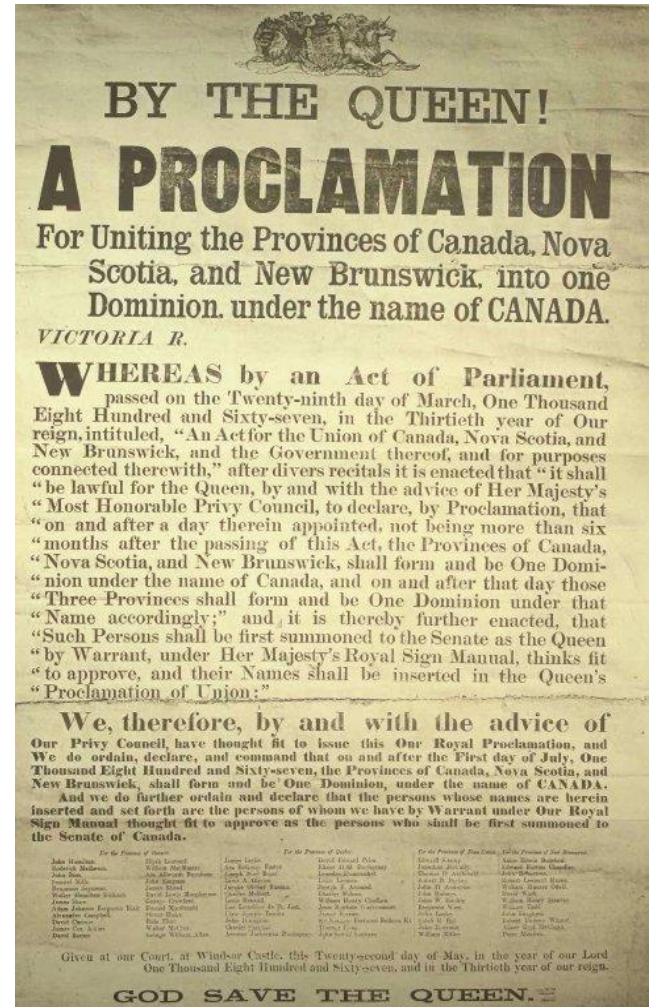 BY THE QUEEN!
A PROCLAMATION
For Uniting the Provinces of Canada, Nova
Scotia, and New Brunswick, into one
Dominion, under the name of CANADA.
VICTORIA R.
WHEREAS by an Act of Parliament,
passed on the Twenty-ninth day of March, One Thousand
Eight Hundred and Sixty-seven, in the Thirtieth year of Our
reign, intituled, "An Act for the Union of Canada, Nova Scotia, and
New Brunswick, and the Government thereof, and for purposes
connected therewith," after divers recitals it is enacted that "it shall
"be lawful for the Queen, by and with the advice of Her Majesty's
"Most Honorable Privy Council, to declare, by Proclamation, that
"on and after a day therein appointed, not being more than six
"months after the passing of this Act, the Provinces of Canada,
"Nova Scotia, and New Brunswick, shall form and be One Domi-
"nion under the name of Canada, and on and after that day those
"Three Provinces shall form and be One Dominion under that
"Name accordingly;" and it is thereby further enacted, that
"Such Persons shall be first summoned to the Senate as the Queen
"by Warrant, under Her Majesty's Royal Sign Manual, thinks fit
"to approve, and their Names shall be inserted in the Queen's
"Proclamation of Union:"
We, therefore, by and with the advice of
Our Privy Council, have thought fit to issue this Our Royal Proclamation, and
We do ordain, declare, and command that on and after the First day of July, One
Thousand Eight Hundred and Sixty-seven, the Provinces of Canada, Nova Scotia, and
New Brunswick, shall form and be One Dominion, under the name of CANADA.
And we do further ordain and declare that the persons whose names are herein
inserted and set forth are the persons of whom we have by Warrant under Our Royal
Sign Manual thought fit to approve as the persons who shall be first summoned to
the Senate of Canada.
Given at our Court, at Windsor Castle, this Twenty-second day of May, in the year of our Lord
One Thousand Eight Hundred and Sixty-seven, and in the Thirtieth year of our reign.
GOD SAVE THE QUEEN.